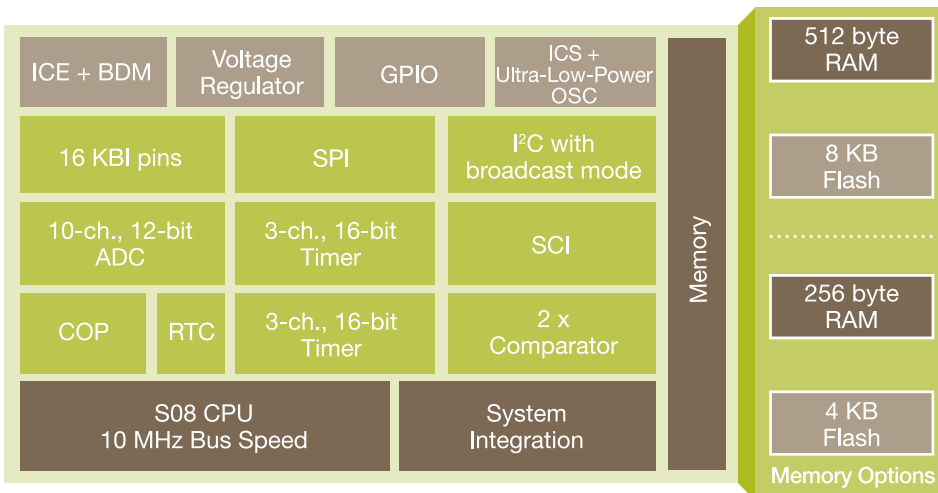 ICE + BDM
Voltage
Regulator
GPIO
ICS +
Ultra-Low-Power
OSC
16 KBI pins
SPI
I²C with
broadcast mode
10-ch., 12-bit
ADC
3-ch., 16-bit
Timer
SCI
COP
RTC
3-ch., 16-bit
Timer
2 x
Comparator
S08 CPU
10 MHz Bus Speed
System
Integration
Memory
512 byte
RAM
8 KB
Flash
256 byte
RAM
4 KB
Flash
Memory Options